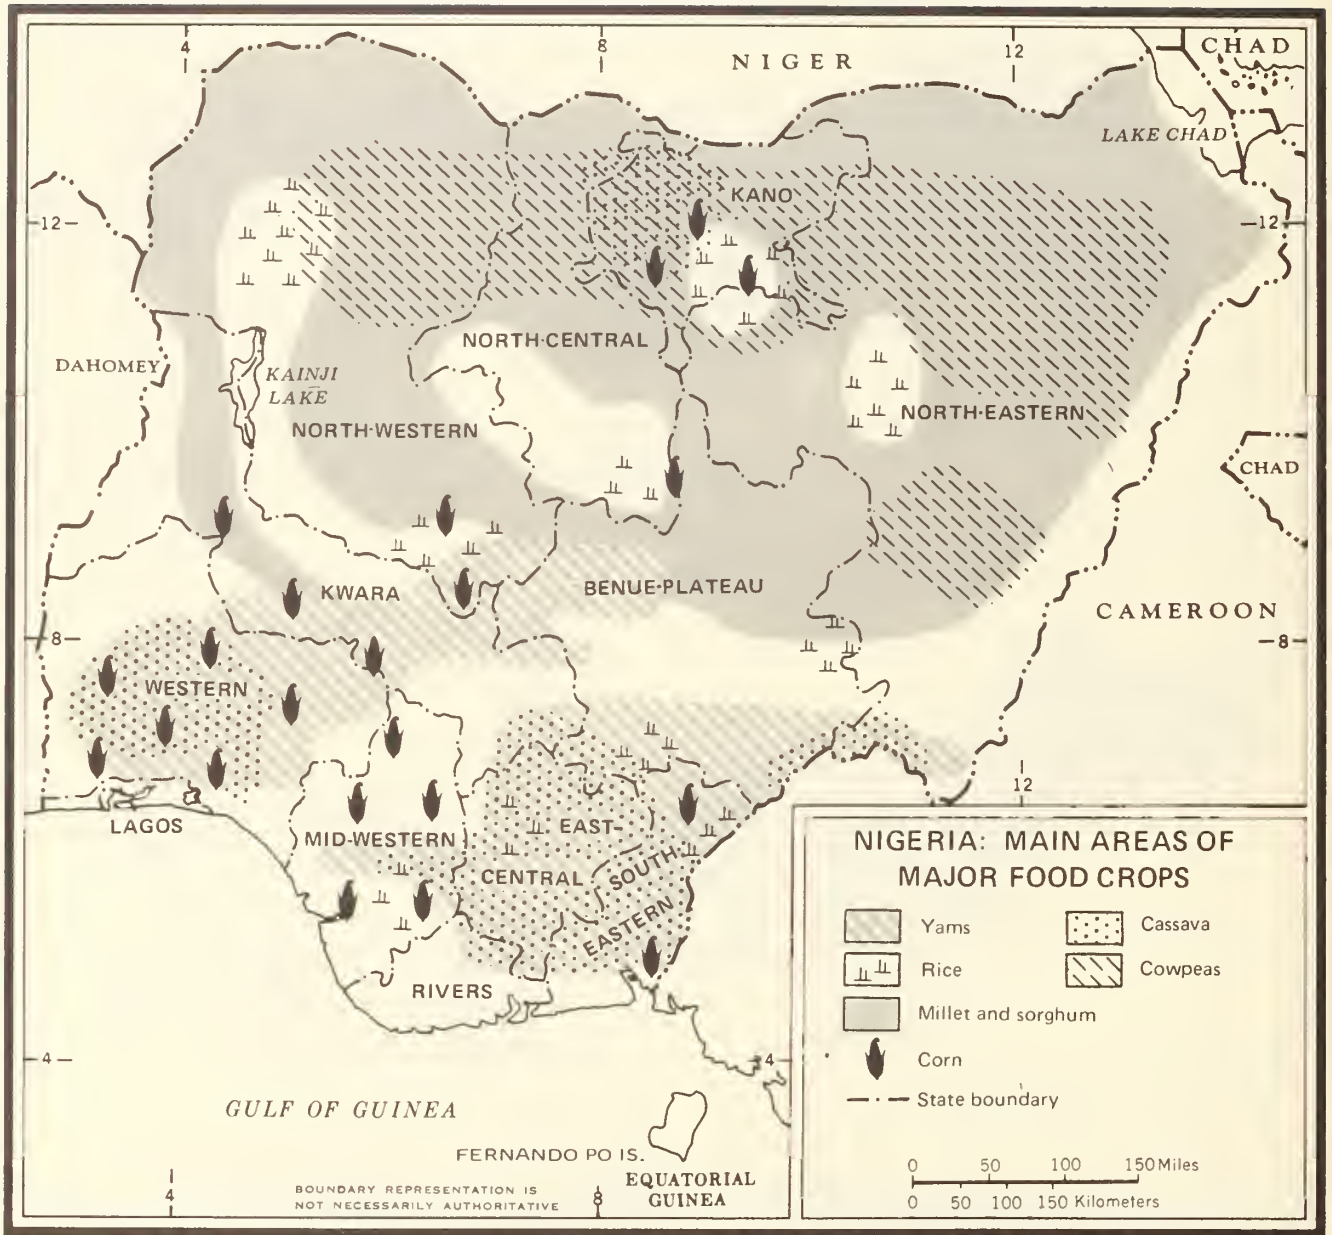 4
8
12
NIGER
CHAD
LAKE CHAD
KANO
12
12
NORTH-CENTRAL
DAHOMEY
KAINJI
LAKE
NORTH-WESTERN
NORTH-EASTERN
CHAD
KWARA
BENUE-PLATEAU
CAMEROON
8
8
WESTERN
12
LAGOS
MID-WESTERN
EAST-
CENTRAL
SOUTH-
EASTERN
RIVERS
NIGERIA: MAIN AREAS OF
MAJOR FOOD CROPS
Yams
Cassava
Rice
Cowpeas
Millet and sorghum
Corn
State boundary
0 50 100 150 Miles
0 50 100 150 Kilometers
4
4
GULF OF GUINEA
FERNANDO PO IS.
EQUATORIAL
GUINEA
4
8
BOUNDARY REPRESENTATION IS
NOT NECESSARILY AUTHORITATIVE